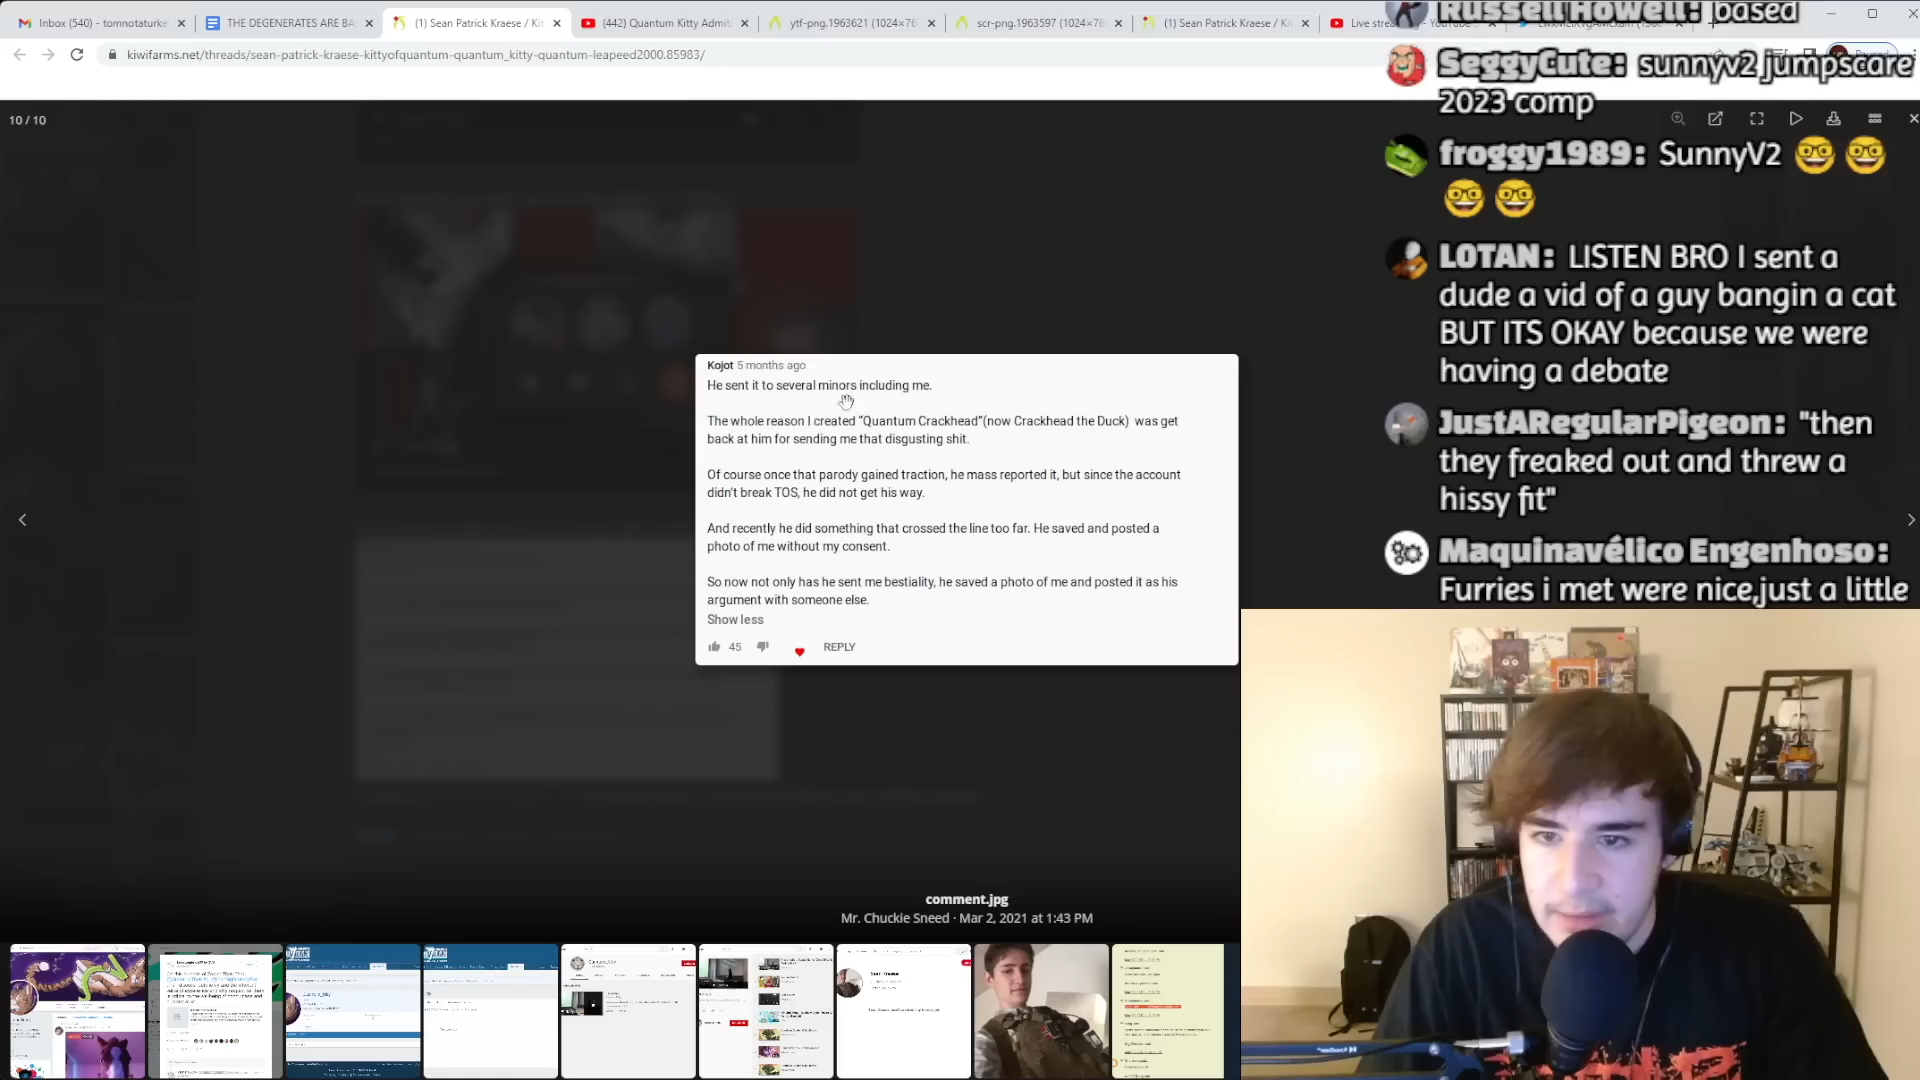 Inbox (540) - tomnoturke
THE DEGENERATES ARE BA
(1) Sean Patrick Kraese / Kit
(442) Quantum Kitty Admit
ytf-png.1963621 (1024×76
scr-png.1963597 (1024×76
(1) Sean Patrick Kraese / Kit
Live stre
kiwifarms.net/threads/sean-patrick-kraese-kittyofquantum-quantum_kitty-quantum-leapeed2000.85983/
10 / 10
Russell Howell: based
SeggyCute: sunnyv2 jumpscare
2023 comp
froggy1989: SunnyV2 🤓 🤓
🤓 🤓
LOTAN: LISTEN BRO I sent a
dude a vid of a guy bangin a cat
BUT ITS OKAY because we were
having a debate
JustARegularPigeon: "then
they freaked out and threw a
hissy fit"
Maquinavélico Engenhoso:
Furries i met were nice,just a little
Kojot 5 months ago
He sent it to several minors including me.
The whole reason I created “Quantum Crackhead”(now Crackhead the Duck) was get
back at him for sending me that disgusting shit.
Of course once that parody gained traction, he mass reported it, but since the account
didn’t break TOS, he did not get his way.
And recently he did something that crossed the line too far. He saved and posted a
photo of me without my consent.
So now not only has he sent me bestiality, he saved a photo of me and posted it as his
argument with someone else.
Show less
45
REPLY
comment.jpg
Mr. Chuckie Sneed · Mar 2, 2021 at 1:43 PM